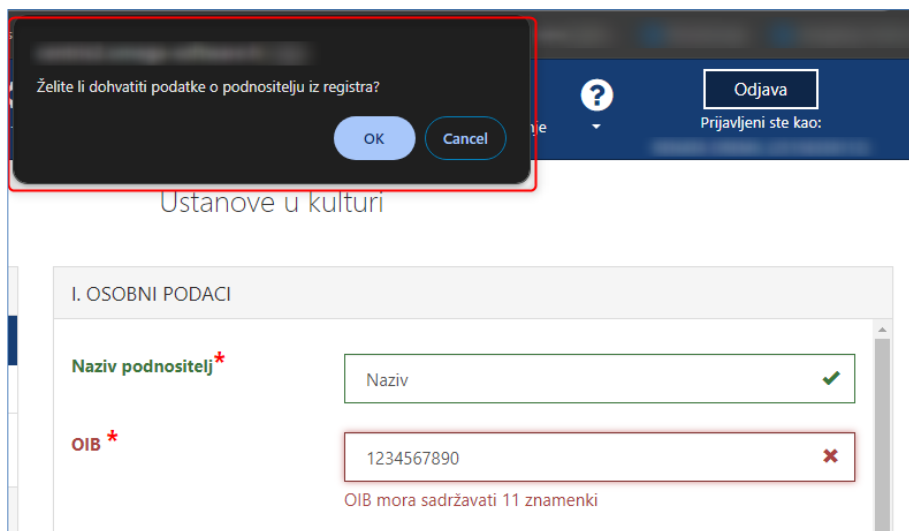 Želite li dohvatiti podatke o podnositelju iz registra?
OK
Cancel
?
Odjava
Prijavljeni ste kao:
Ustanove u kulturi
I. OSOBNI PODACI
Naziv podnositelj*
Naziv
OIB *
1234567890
OIB mora sadržavati 11 znamenki